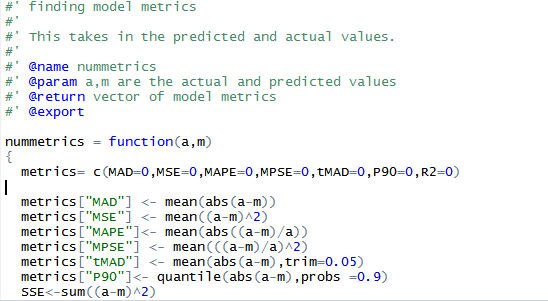 #' finding model metrics
#'
#' This takes in the predicted and actual values.
#'
#' @name nummetrics
#' @param a,m are the actual and predicted values
#' @return vector of model metrics
#' @export
nummetrics = function(a,m)
{
metrics= c(MAD=0,MSE=0,MAPE=0,MPSE=0,tMAD=0,P90=0,R2=0)
metrics["MAD"] <- mean(abs(a-m))
metrics["MSE"] <- mean((a-m)^2)
metrics["MAPE"]<- mean(abs((a-m)/a))
metrics["MPSE"] <- mean(((a-m)/a)^2)
metrics["tMAD"] <- mean(abs(a-m),trim=0.05)
metrics["P90"]<- quantile(abs(a-m),probs =0.9)
SSE<-sum((a-m)^2)